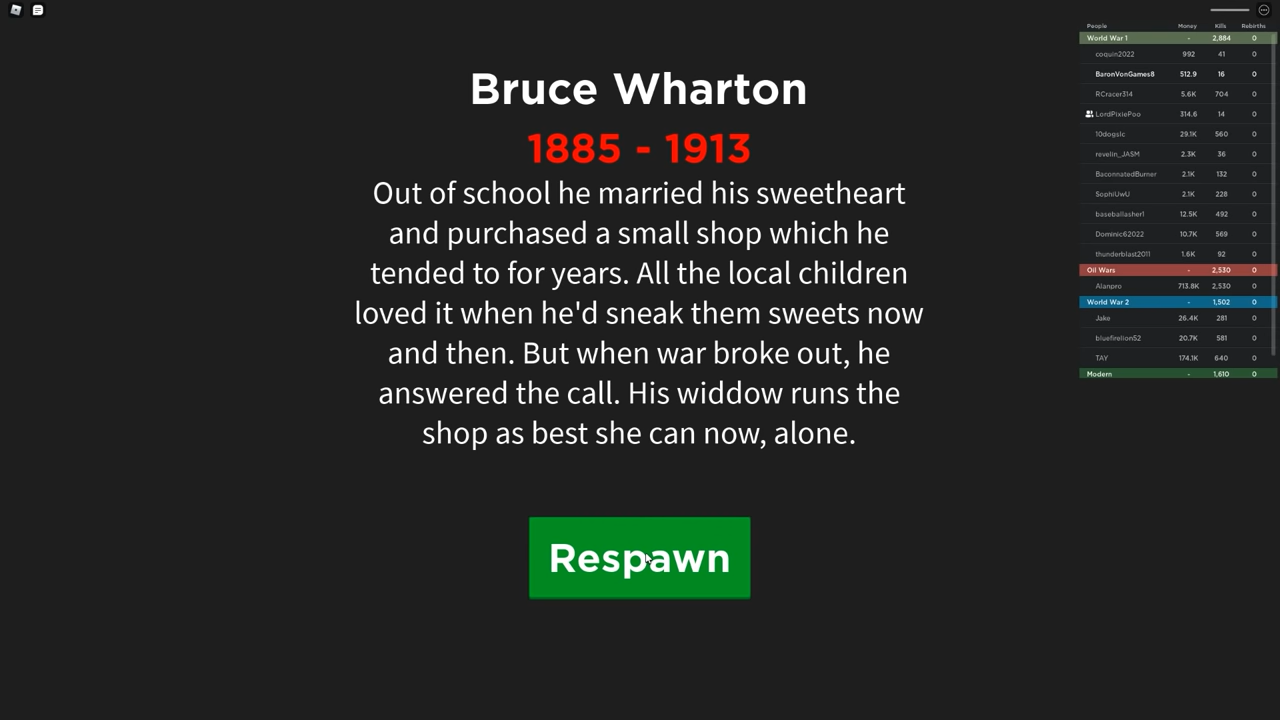 Bruce Wharton
1885 - 1913
Out of school he married his sweetheart
and purchased a small shop which he
tended to for years. All the local children
loved it when he'd sneak them sweets now
and then. But when war broke out, he
answered the call. His widdow runs the
shop as best she can now, alone.
Respawn
People Money Kills Rebirths
World War 1 - 2,884 0
coquin2022 992 41 0
BaronVonGames8 512.9 16 0
RCracer314 5.6K 704 0
LordPixiePoo 314.6 14 0
10dogslc 29.1K 560 0
revelin_JASM 2.3K 36 0
BaconnatedBurner 2.1K 132 0
SophiUwU 2.1K 228 0
baseballasher1 12.5K 492 0
Dominic62022 10.7K 569 0
thunderblast2011 1.6K 92 0
Oil Wars - 2,530 0
Alanpro 713.8K 2,530 0
World War 2 - 1,502 0
Jake 26.4K 281 0
bluefirelion52 20.7K 581 0
TAY 174.1K 640 0
Modern - 1,610 0